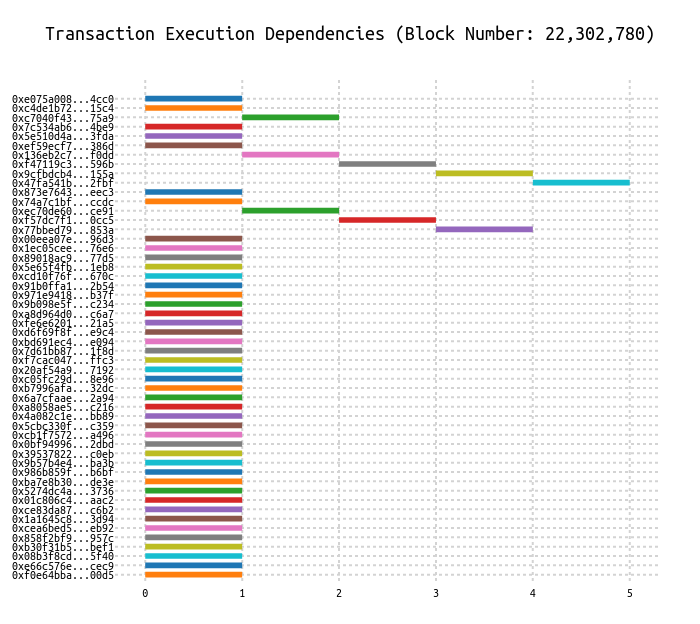 Transaction Execution Dependencies (Block Number: 22,302,780)
0xe075a008...4cc0
0xc4de1b72...15c4
0xc7040f43...75a9
0x7c534ab6...4be9
0x5e510d4a...3fda
0xef59ecf7...386d
0x136eb2c7...f0dd
0xf47119c3...596b
0x9cfbdcb4...155a
0x47fa541b...2fbf
0x873e7643...eec3
0x74a7c1bf...ccdc
0xec70de60...ce91
0xf57dc7f1...0cc5
0x77bbed79...853a
0x00eea07e...96d3
0x1ec05cee...76e6
0x89018ac9...77d5
0x5e65f4fb...1eb8
0xcd10f76f...670c
0x91b0ffa1...2b54
0x971e9418...b37f
0x9b098e5f...c234
0xa8d964d0...c6a7
0xfe6e6201...21a5
0xd6f69f8f...e9c4
0xbd691ec4...e094
0x7d61bb87...1f8d
0xf7cac047...ffc3
0x20af54a9...7192
0xc05fc29d...8e96
0xb7996afa...32dc
0x6a7cfaae...2a94
0xa8058ae5...c216
0x4a082c1e...bb89
0x5cbc330f...c359
0xcb1f7572...a496
0x0bf94996...2dbd
0x39537822...c0eb
0x9b57b4e4...ba3b
0x986b859f...b6bf
0xba7e8b30...de3e
0x5274dc4a...3736
0x01c806c4...aac2
0xce83da87...c6b2
0x1a1645c8...3d94
0xcea6bed5...eb92
0x858f2bf9...957c
0xb30f31b5...bef1
0x08b3f8cd...5f40
0xe66c576e...cec9
0xf0e64bba...00d5
0 1 2 3 4 5